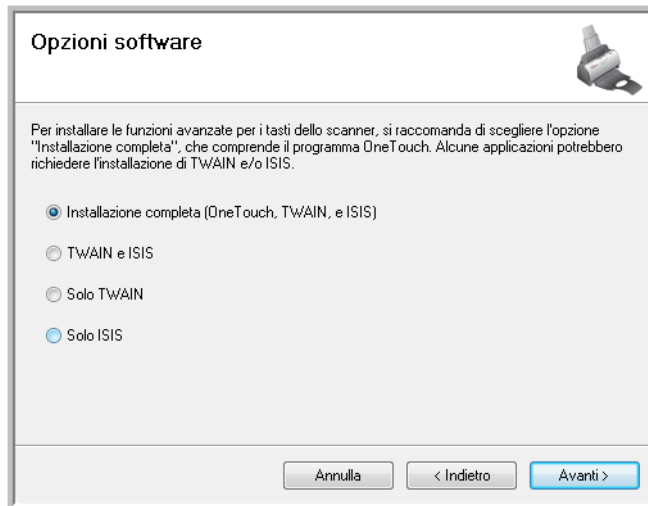 Opzioni software
Per installare le funzioni avanzate per i tasti dello scanner, si raccomanda di scegliere l'opzione
"Installazione completa", che comprende il programma OneTouch. Alcune applicazioni potrebbero
richiedere l'installazione di TWAIN e/o ISIS.
Installazione completa (OneTouch, TWAIN, e ISIS)
TWAIN e ISIS
Solo TWAIN
Solo ISIS
Annulla < Indietro Avanti >